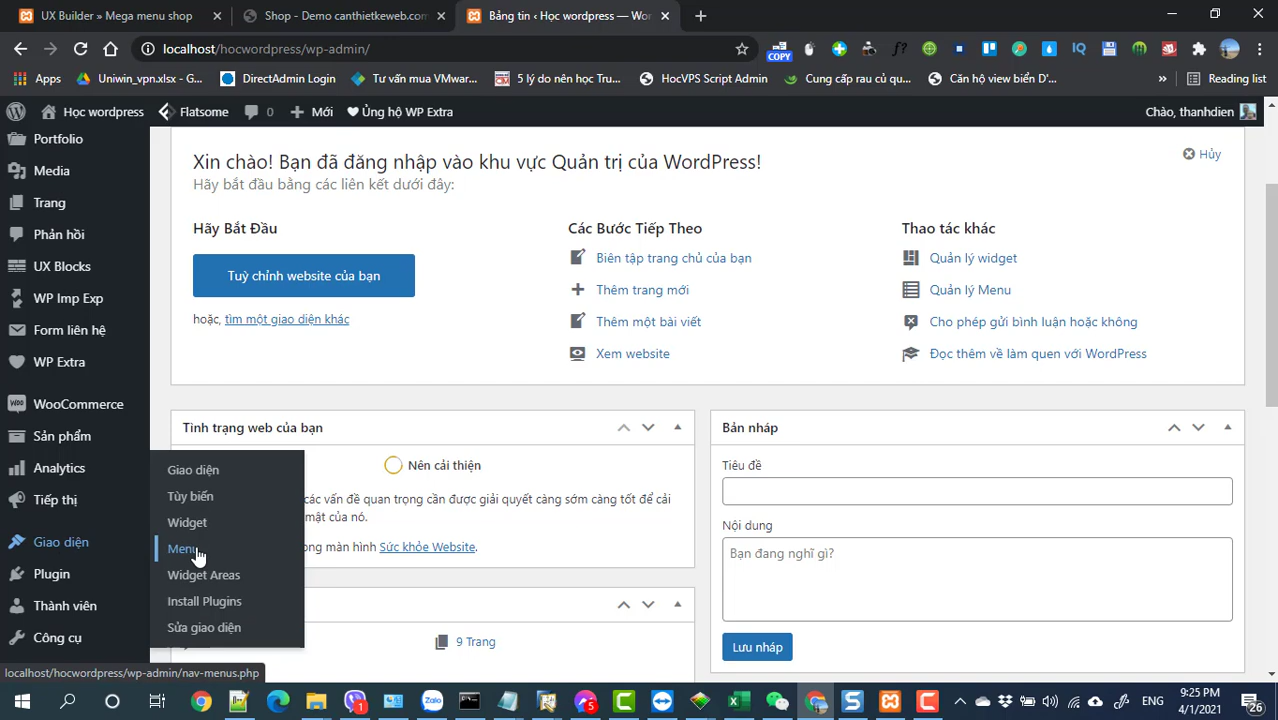 UX Builder » Mega menu shop
Shop - Demo canthietkeweb.com
Bảng tin ‹ Học wordpress — Wor
localhost/hocwordpress/wp-admin/
COPY
f?
IQ
Apps
Uniwin_vpn.xlsx - G...
DirectAdmin Login
Tư vấn mua VMwar...
5 lý do nên học Tru...
HocVPS Script Admin
Cung cấp rau củ qu...
Căn hộ view biển D'...
»
Reading list
Học wordpress
Flatsome
0
Mới
Ủng hộ WP Extra
Chào, thanhdien
Portfolio
Media
Trang
Phản hồi
UX Blocks
WP Imp Exp
Form liên hệ
WP Extra
WooCommerce
Sản phẩm
Analytics
Tiếp thị
Giao diện
Plugin
Thành viên
Công cụ
Giao diện
Tùy biến
Widget
Menu
Widget Areas
Install Plugins
Sửa giao diện
Xin chào! Bạn đã đăng nhập vào khu vực Quản trị của WordPress!
Hủy
Hãy bắt đầu bằng các liên kết dưới đây:
Hãy Bắt Đầu
Tuỳ chỉnh website của bạn
hoặc, tìm một giao diện khác
Các Bước Tiếp Theo
Biên tập trang chủ của bạn
Thêm trang mới
Thêm một bài viết
Xem website
Thao tác khác
Quản lý widget
Quản lý Menu
Cho phép gửi bình luận hoặc không
Đọc thêm về làm quen với WordPress
Tình trạng web của bạn
Nên cải thiện
các vấn đề quan trọng cần được giải quyết càng sớm càng tốt để cải
mật của nó.
màn hình Sức khỏe Website.
9 Trang
Bản nháp
Tiêu đề
Nội dung
Bạn đang nghĩ gì?
Lưu nháp
localhost/hocwordpress/wp-admin/nav-menus.php
1
5
ENG
9:25 PM
4/1/2021
26